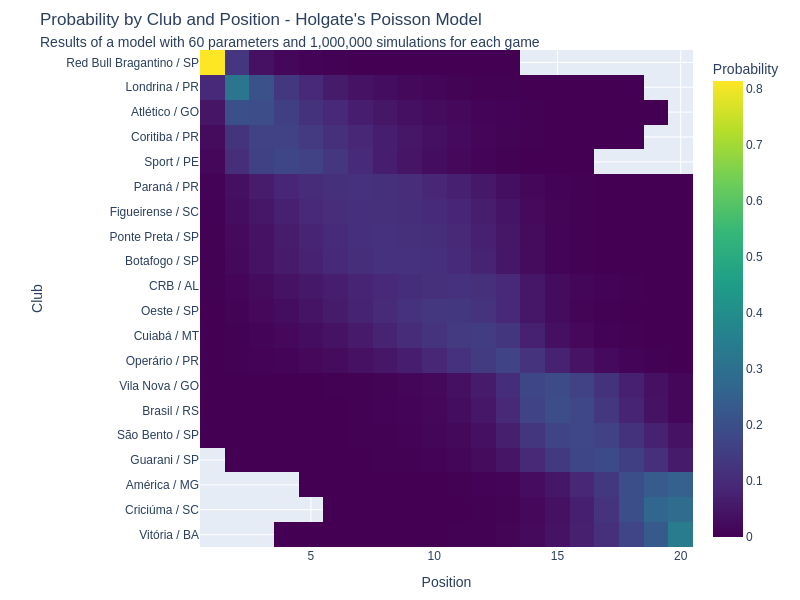 Probability by Club and Position - Holgate's Poisson Model
Results of a model with 60 parameters and 1,000,000 simulations for each game
Probability
Red Bull Bragantino / SP
Londrina / PR
Atlético / GO
Coritiba / PR
Sport / PE
Paraná / PR
Figueirense / SC
Ponte Preta / SP
Botafogo / SP
CRB / AL
Oeste / SP
Cuiabá / MT
Operário / PR
Vila Nova / GO
Brasil / RS
São Bento / SP
Guarani / SP
América / MG
Criciúma / SC
Vitória / BA
Club
5
10
15
20
Position
0.8
0.7
0.6
0.5
0.4
0.3
0.2
0.1
0